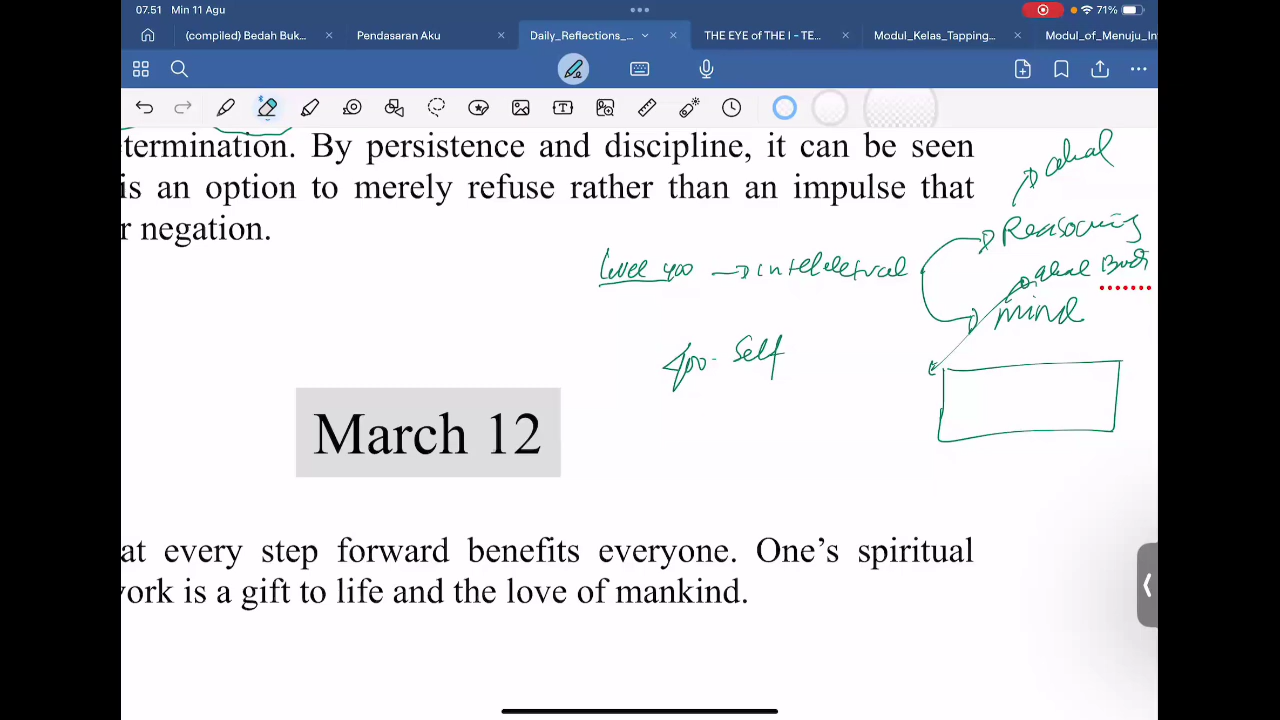 07.51 Min 11 Agu
71%
(compiled) Bedah Buk...
Pendasaran Aku
Daily_Reflections_...
THE EYE of THE I - TE...
Modul_Kelas_Tapping...
Modul_of_Menuju_In
termination. By persistence and discipline, it can be seen
is an option to merely refuse rather than an impulse that
r negation.
akal
Reasoning
level 400
akal Budi
mind
400- Self
March 12
at every step forward benefits everyone. One's spiritual
work is a gift to life and the love of mankind.